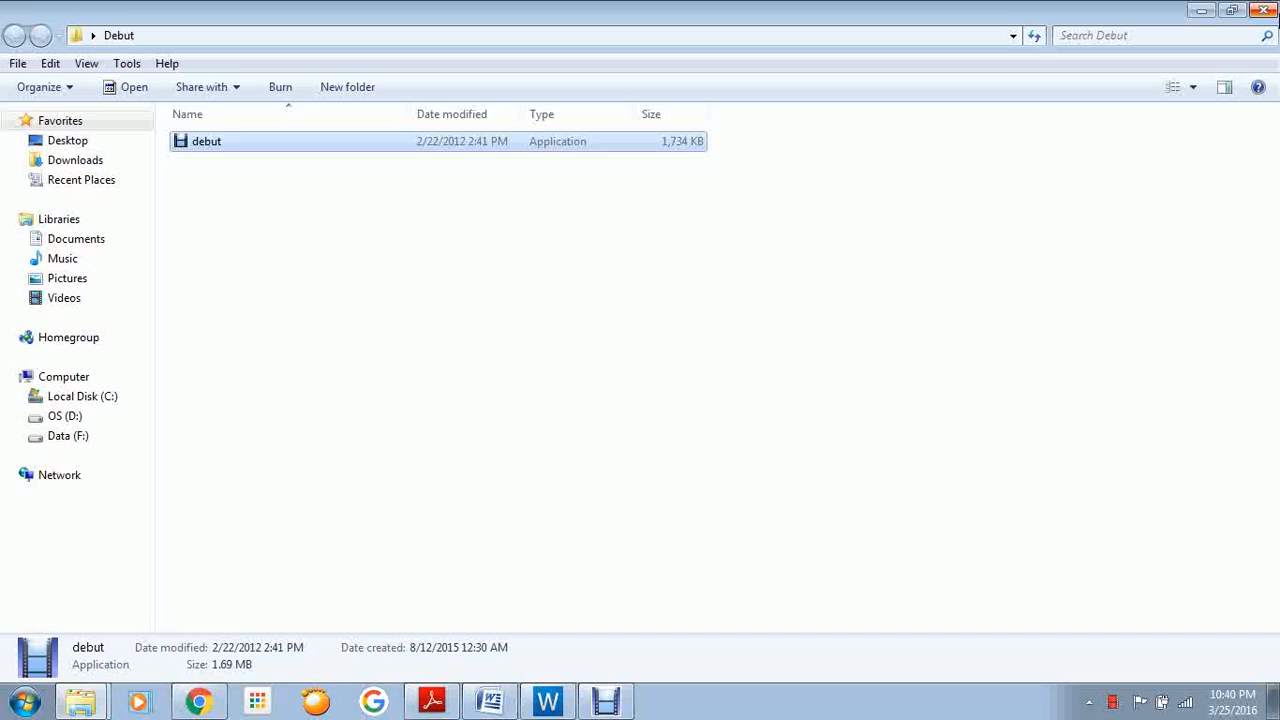 Debut
Search Debut
File Edit View Tools Help
Organize Open Share with Burn New folder
Name Date modified Type Size
debut 2/22/2012 2:41 PM Application 1,734 KB
Favorites
Desktop
Downloads
Recent Places
Libraries
Documents
Music
Pictures
Videos
Homegroup
Computer
Local Disk (C:)
OS (D:)
Data (F:)
Network
debut Date modified: 2/22/2012 2:41 PM Date created: 8/12/2015 12:30 AM
Application Size: 1.69 MB
10:40 PM
3/25/2016